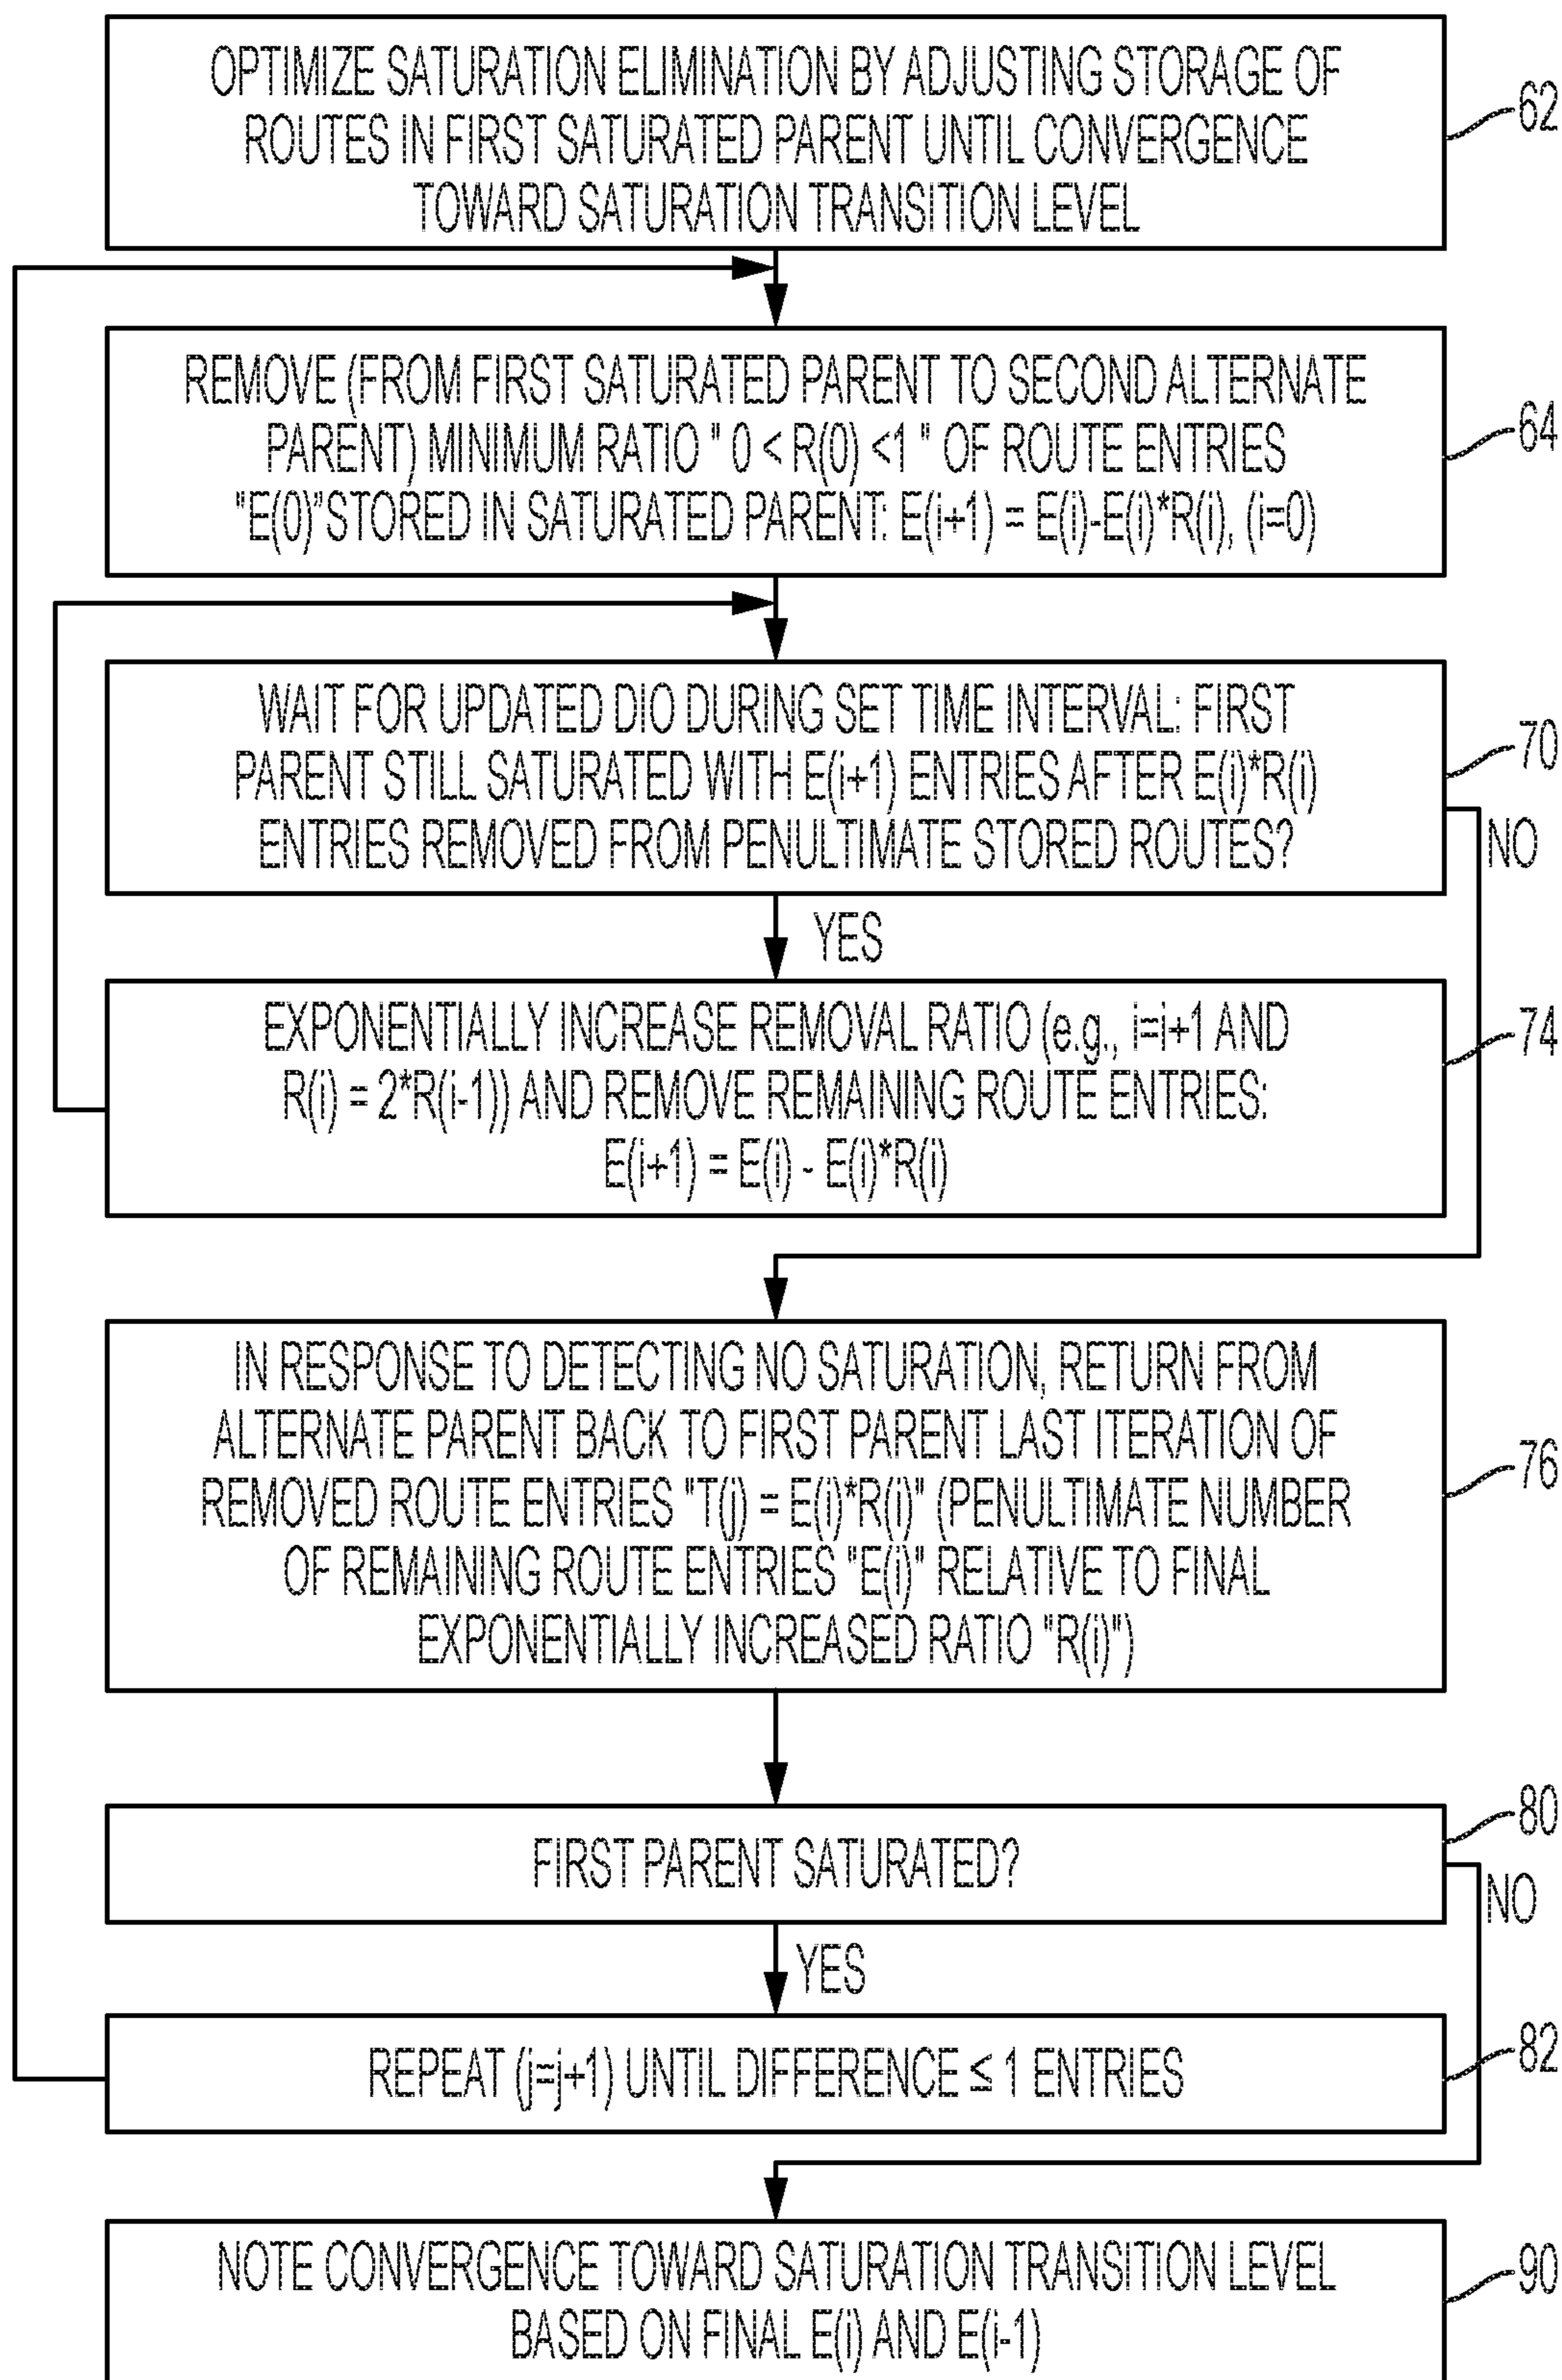 OPTIMIZE SATURATION ELIMINATION BY ADJUSTING STORAGE OF
ROUTES IN FIRST SATURATED PARENT UNTIL CONVERGENCE
TOWARD SATURATION TRANSITION LEVEL
62
REMOVE (FROM FIRST SATURATED PARENT TO SECOND ALTERNATE
PARENT) MINIMUM RATIO " 0 < R(0) <1 " OF ROUTE ENTRIES
"E(0)"STORED IN SATURATED PARENT: E(i+1) = E(i)-E(i)*R(i), (i=0)
64
WAIT FOR UPDATED DIO DURING SET TIME INTERVAL: FIRST
PARENT STILL SATURATED WITH E(i+1) ENTRIES AFTER E(i)*R(i)
ENTRIES REMOVED FROM PENULTIMATE STORED ROUTES?
70
NO
YES
EXPONENTIALLY INCREASE REMOVAL RATIO (e.g., i=i+1 AND
R(i) = 2*R(i-1)) AND REMOVE REMAINING ROUTE ENTRIES:
E(i+1) = E(i) - E(i)*R(i)
74
IN RESPONSE TO DETECTING NO SATURATION, RETURN FROM
ALTERNATE PARENT BACK TO FIRST PARENT LAST ITERATION OF
REMOVED ROUTE ENTRIES "T(j) = E(i)*R(i)" (PENULTIMATE NUMBER
OF REMAINING ROUTE ENTRIES "E(i)" RELATIVE TO FINAL
EXPONENTIALLY INCREASED RATIO "R(i)")
76
FIRST PARENT SATURATED?
80
NO
YES
REPEAT (j=j+1) UNTIL DIFFERENCE ≤ 1 ENTRIES
82
NOTE CONVERGENCE TOWARD SATURATION TRANSITION LEVEL
BASED ON FINAL E(i) AND E(i-1)
90